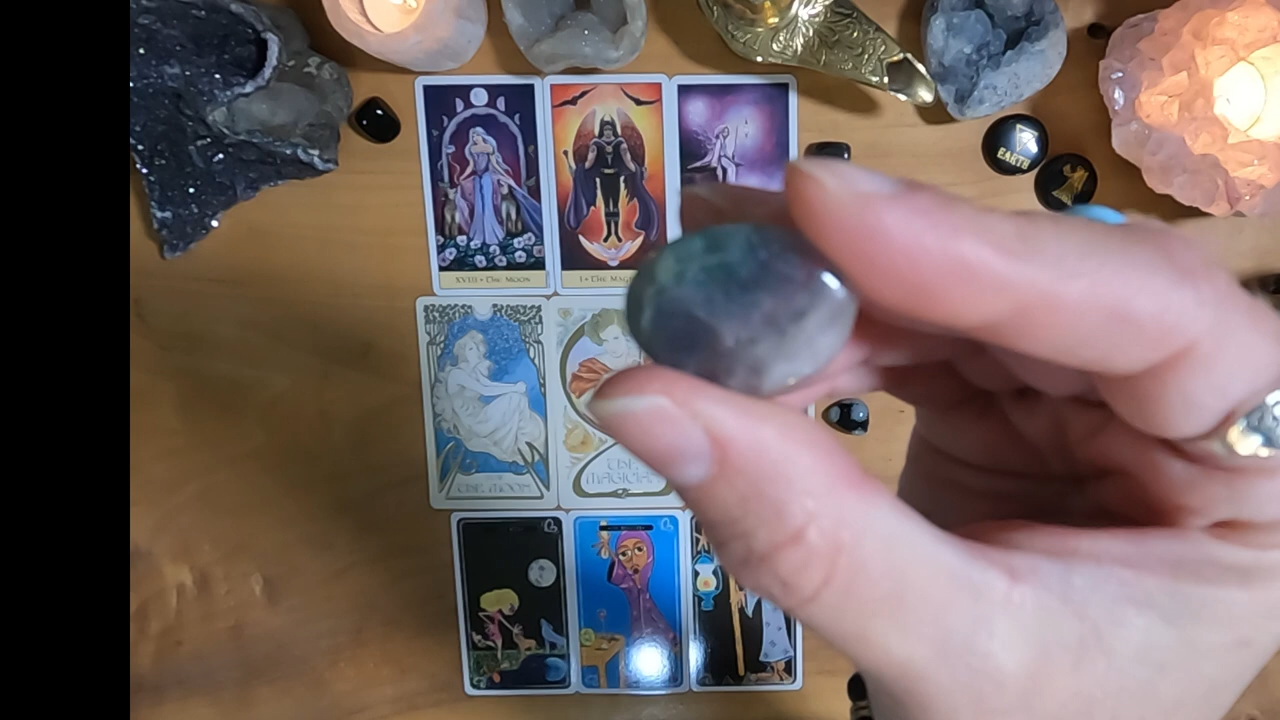 XVIII • THE MOON
I • THE MAG
EARTH
THE MOON
THE
MAGICIAN